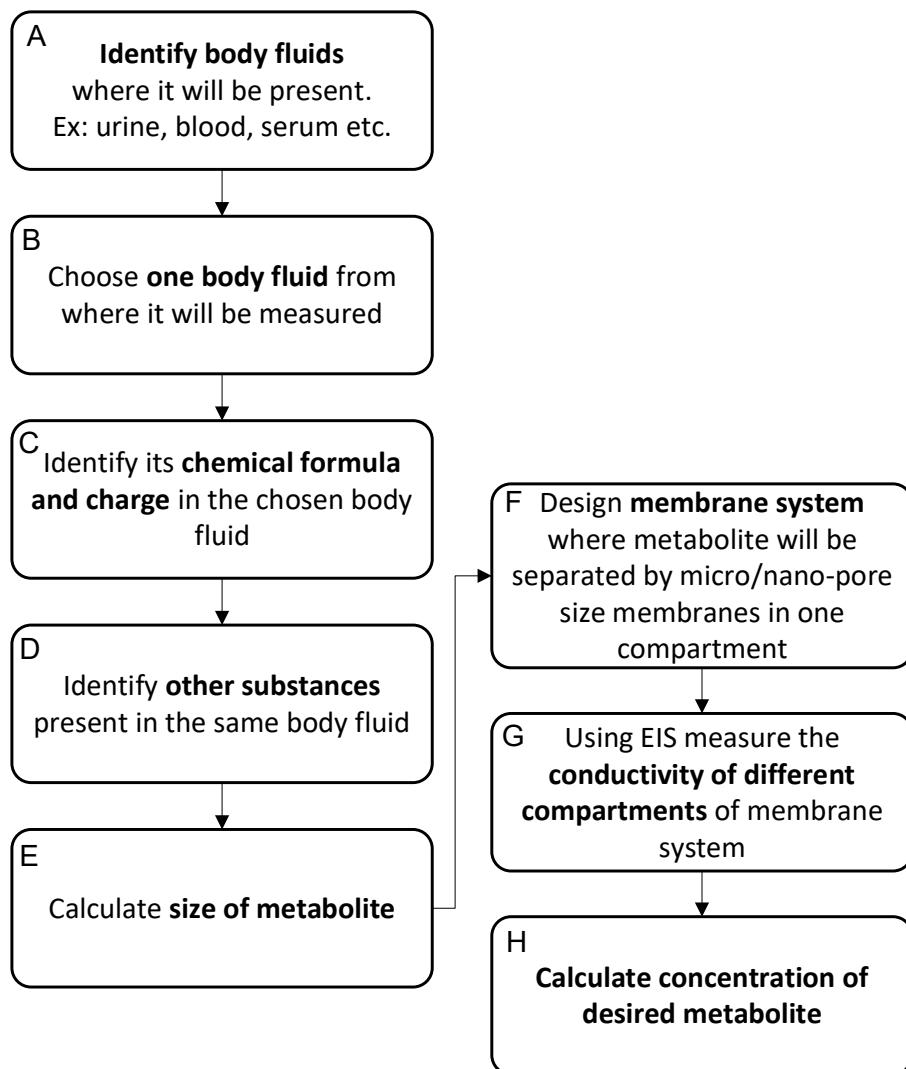 A
Identify body fluids
where it will be present.
Ex: urine, blood, serum etc.
B
Choose one body fluid from
where it will be measured
C
Identify its chemical formula
and charge in the chosen body
fluid
D
Identify other substances
present in the same body fluid
E
Calculate size of metabolite
F
Design membrane system
where metabolite will be
separated by micro/nano-pore
size membranes in one
compartment
G
Using EIS measure the
conductivity of different
compartments of membrane
system
H
Calculate concentration of
desired metabolite